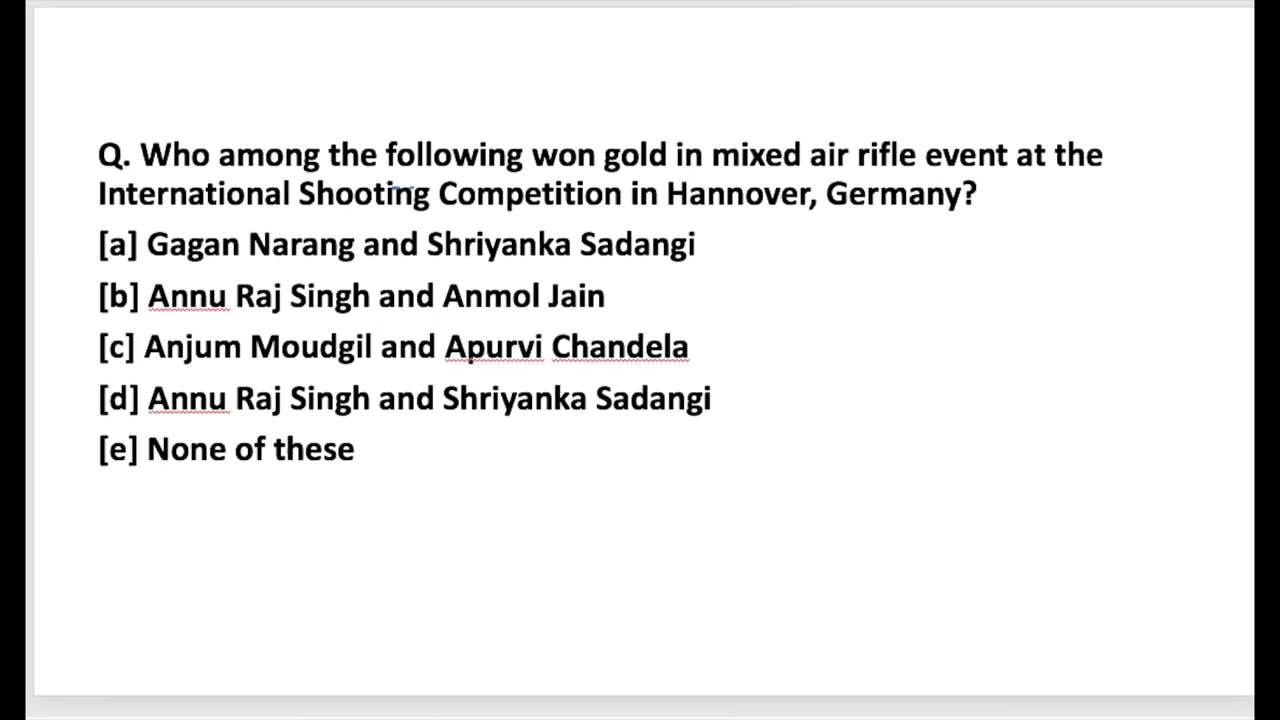 Q. Who among the following won gold in mixed air rifle event at the
International Shooting Competition in Hannover, Germany?
[a] Gagan Narang and Shriyanka Sadangi
[b] Annu Raj Singh and Anmol Jain
[c] Anjum Moudgil and Apurvi Chandela
[d] Annu Raj Singh and Shriyanka Sadangi
[e] None of these